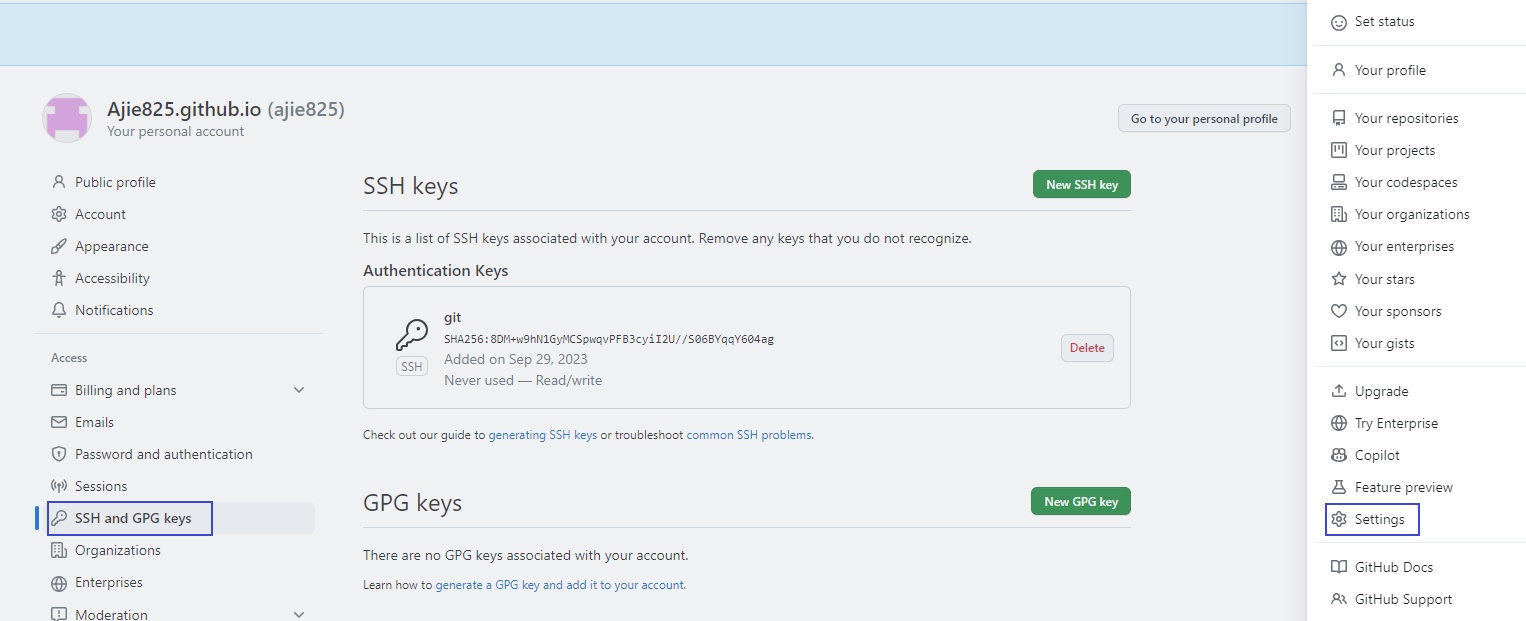 Ajie825.github.io (ajie825)
Your personal account
Go to your personal profile
Public profile
Account
Appearance
Accessibility
Notifications
Access
Billing and plans
Emails
Password and authentication
Sessions
SSH and GPG keys
Organizations
Enterprises
Moderation
SSH keys
New SSH key
This is a list of SSH keys associated with your account. Remove any keys that you do not recognize.
Authentication Keys
git
SHA256:8DM+w9hN1GyMCSpwqvPFB3cyiI2U//S06BYqqY604ag
Added on Sep 29, 2023
Never used — Read/write
SSH
Delete
Check out our guide to generating SSH keys or troubleshoot common SSH problems.
GPG keys
New GPG key
There are no GPG keys associated with your account.
Learn how to generate a GPG key and add it to your account.
Set status
Your profile
Your repositories
Your projects
Your codespaces
Your organizations
Your enterprises
Your stars
Your sponsors
Your gists
Upgrade
Try Enterprise
Copilot
Feature preview
Settings
GitHub Docs
GitHub Support